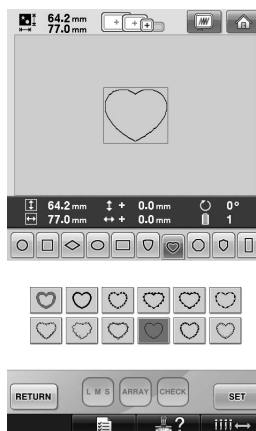 64.2 mm
77.0 mm
64.2 mm + 0.0 mm 0°
77.0 mm + 0.0 mm 1
RETURN L M S ARRAY CHECK SET
?